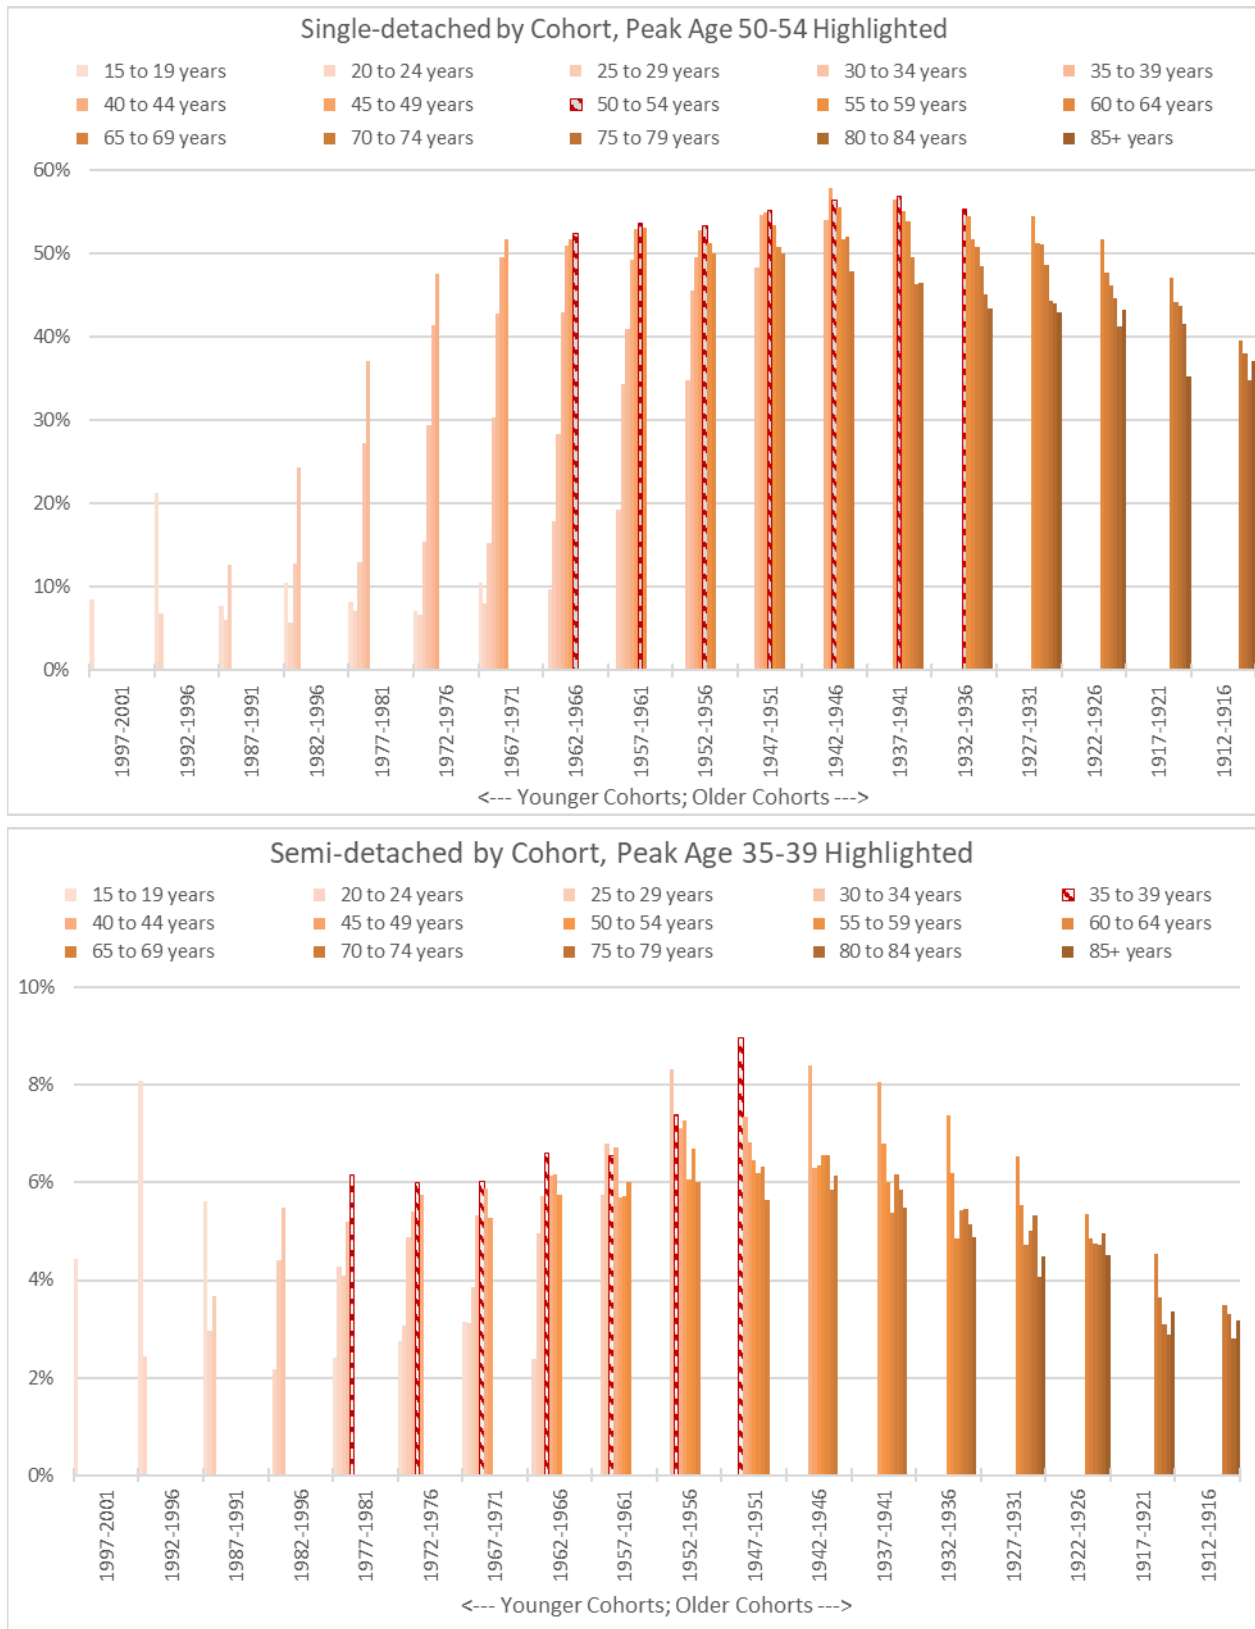 Single-detached by Cohort, Peak Age 50-54 Highlighted
15 to 19 years 20 to 24 years 25 to 29 years 30 to 34 years 35 to 39 years
40 to 44 years 45 to 49 years 50 to 54 years 55 to 59 years 60 to 64 years
65 to 69 years 70 to 74 years 75 to 79 years 80 to 84 years 85+ years
60%
50%
40%
30%
20%
10%
0%
1997-2001 1992-1996 1987-1991 1982-1996 1977-1981 1972-1976 1967-1971 1962-1966 1957-1961 1952-1956 1947-1951 1942-1946 1937-1941 1932-1936 1927-1931 1922-1926 1917-1921 1912-1916
<--- Younger Cohorts; Older Cohorts --->
Semi-detached by Cohort, Peak Age 35-39 Highlighted
15 to 19 years 20 to 24 years 25 to 29 years 30 to 34 years 35 to 39 years
40 to 44 years 45 to 49 years 50 to 54 years 55 to 59 years 60 to 64 years
65 to 69 years 70 to 74 years 75 to 79 years 80 to 84 years 85+ years
10%
8%
6%
4%
2%
0%
1997-2001 1992-1996 1987-1991 1982-1996 1977-1981 1972-1976 1967-1971 1962-1966 1957-1961 1952-1956 1947-1951 1942-1946 1937-1941 1932-1936 1927-1931 1922-1926 1917-1921 1912-1916
<--- Younger Cohorts; Older Cohorts --->